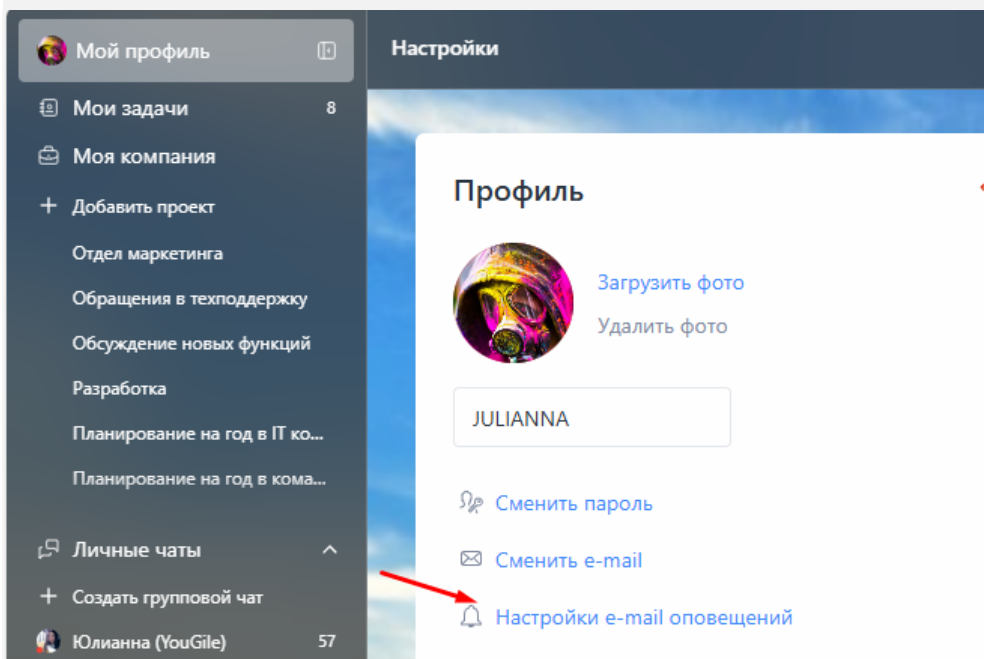 Мой профиль
Мои задачи 8
Моя компания
Добавить проект
Отдел маркетинга
Обращения в техподдержку
Обсуждение новых функций
Разработка
Планирование на год в IT ко...
Планирование на год в кома...
Личные чаты
Создать групповой чат
Юлианна (YouGile) 57
Настройки
Профиль
Загрузить фото
Удалить фото
JULIANNA
Сменить пароль
Сменить e-mail
Настройки e-mail оповещений